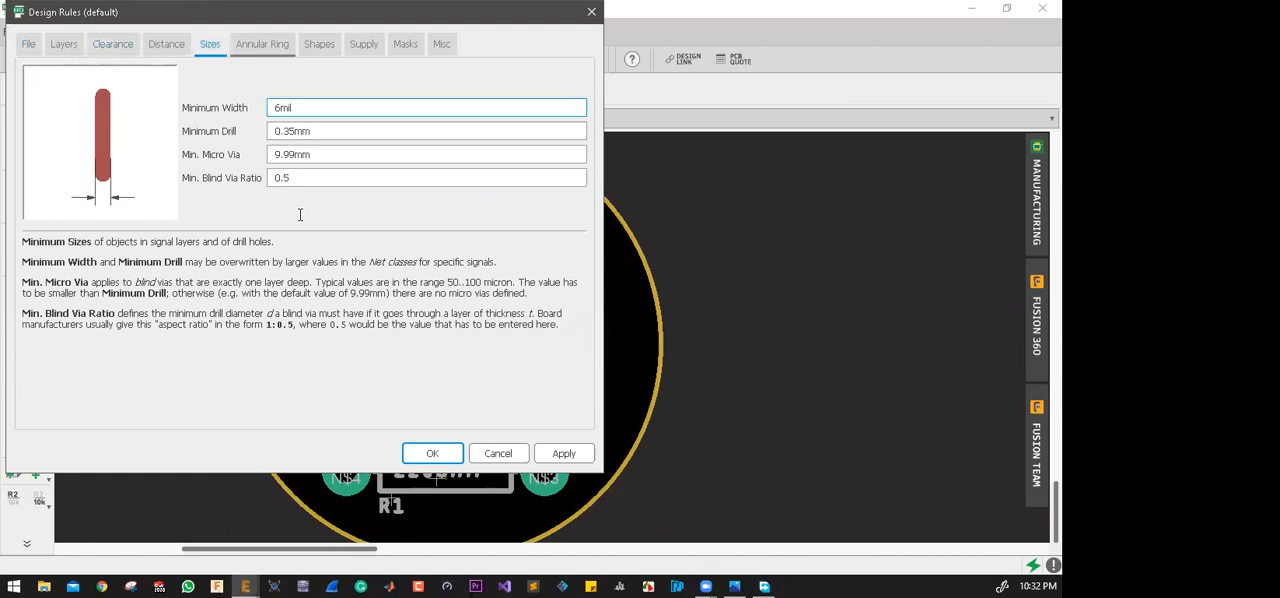 Design Rules (default)
File Layers Clearance Distance Sizes Annular Ring Shapes Supply Masks Misc
DESIGN LINK
PCB QUOTE
Minimum Width 6mil
Minimum Drill 0.35mm
Min. Micro Via 9.99mm
Min. Blind Via Ratio 0.5
Minimum Sizes of objects in signal layers and of drill holes.
Minimum Width and Minimum Drill may be overwritten by larger values in the Net classes for specific signals.
Min. Micro Via applies to blind vias that are exactly one layer deep. Typical values are in the range 50..100 micron. The value has
to be smaller than Minimum Drill; otherwise (e.g. with the default value of 9.99mm) there are no micro vias defined.
Min. Blind Via Ratio defines the minimum drill diameter d a blind via must have if it goes through a layer of thickness t. Board
manufacturers usually give this "aspect ratio" in the form 1:0.5, where 0.5 would be the value that has to be entered here.
OK Cancel Apply
MANUFACTURING
FUSION 360
FUSION TEAM
N$4
N$3
R1
R2
10k
R2
10k
10:32 PM